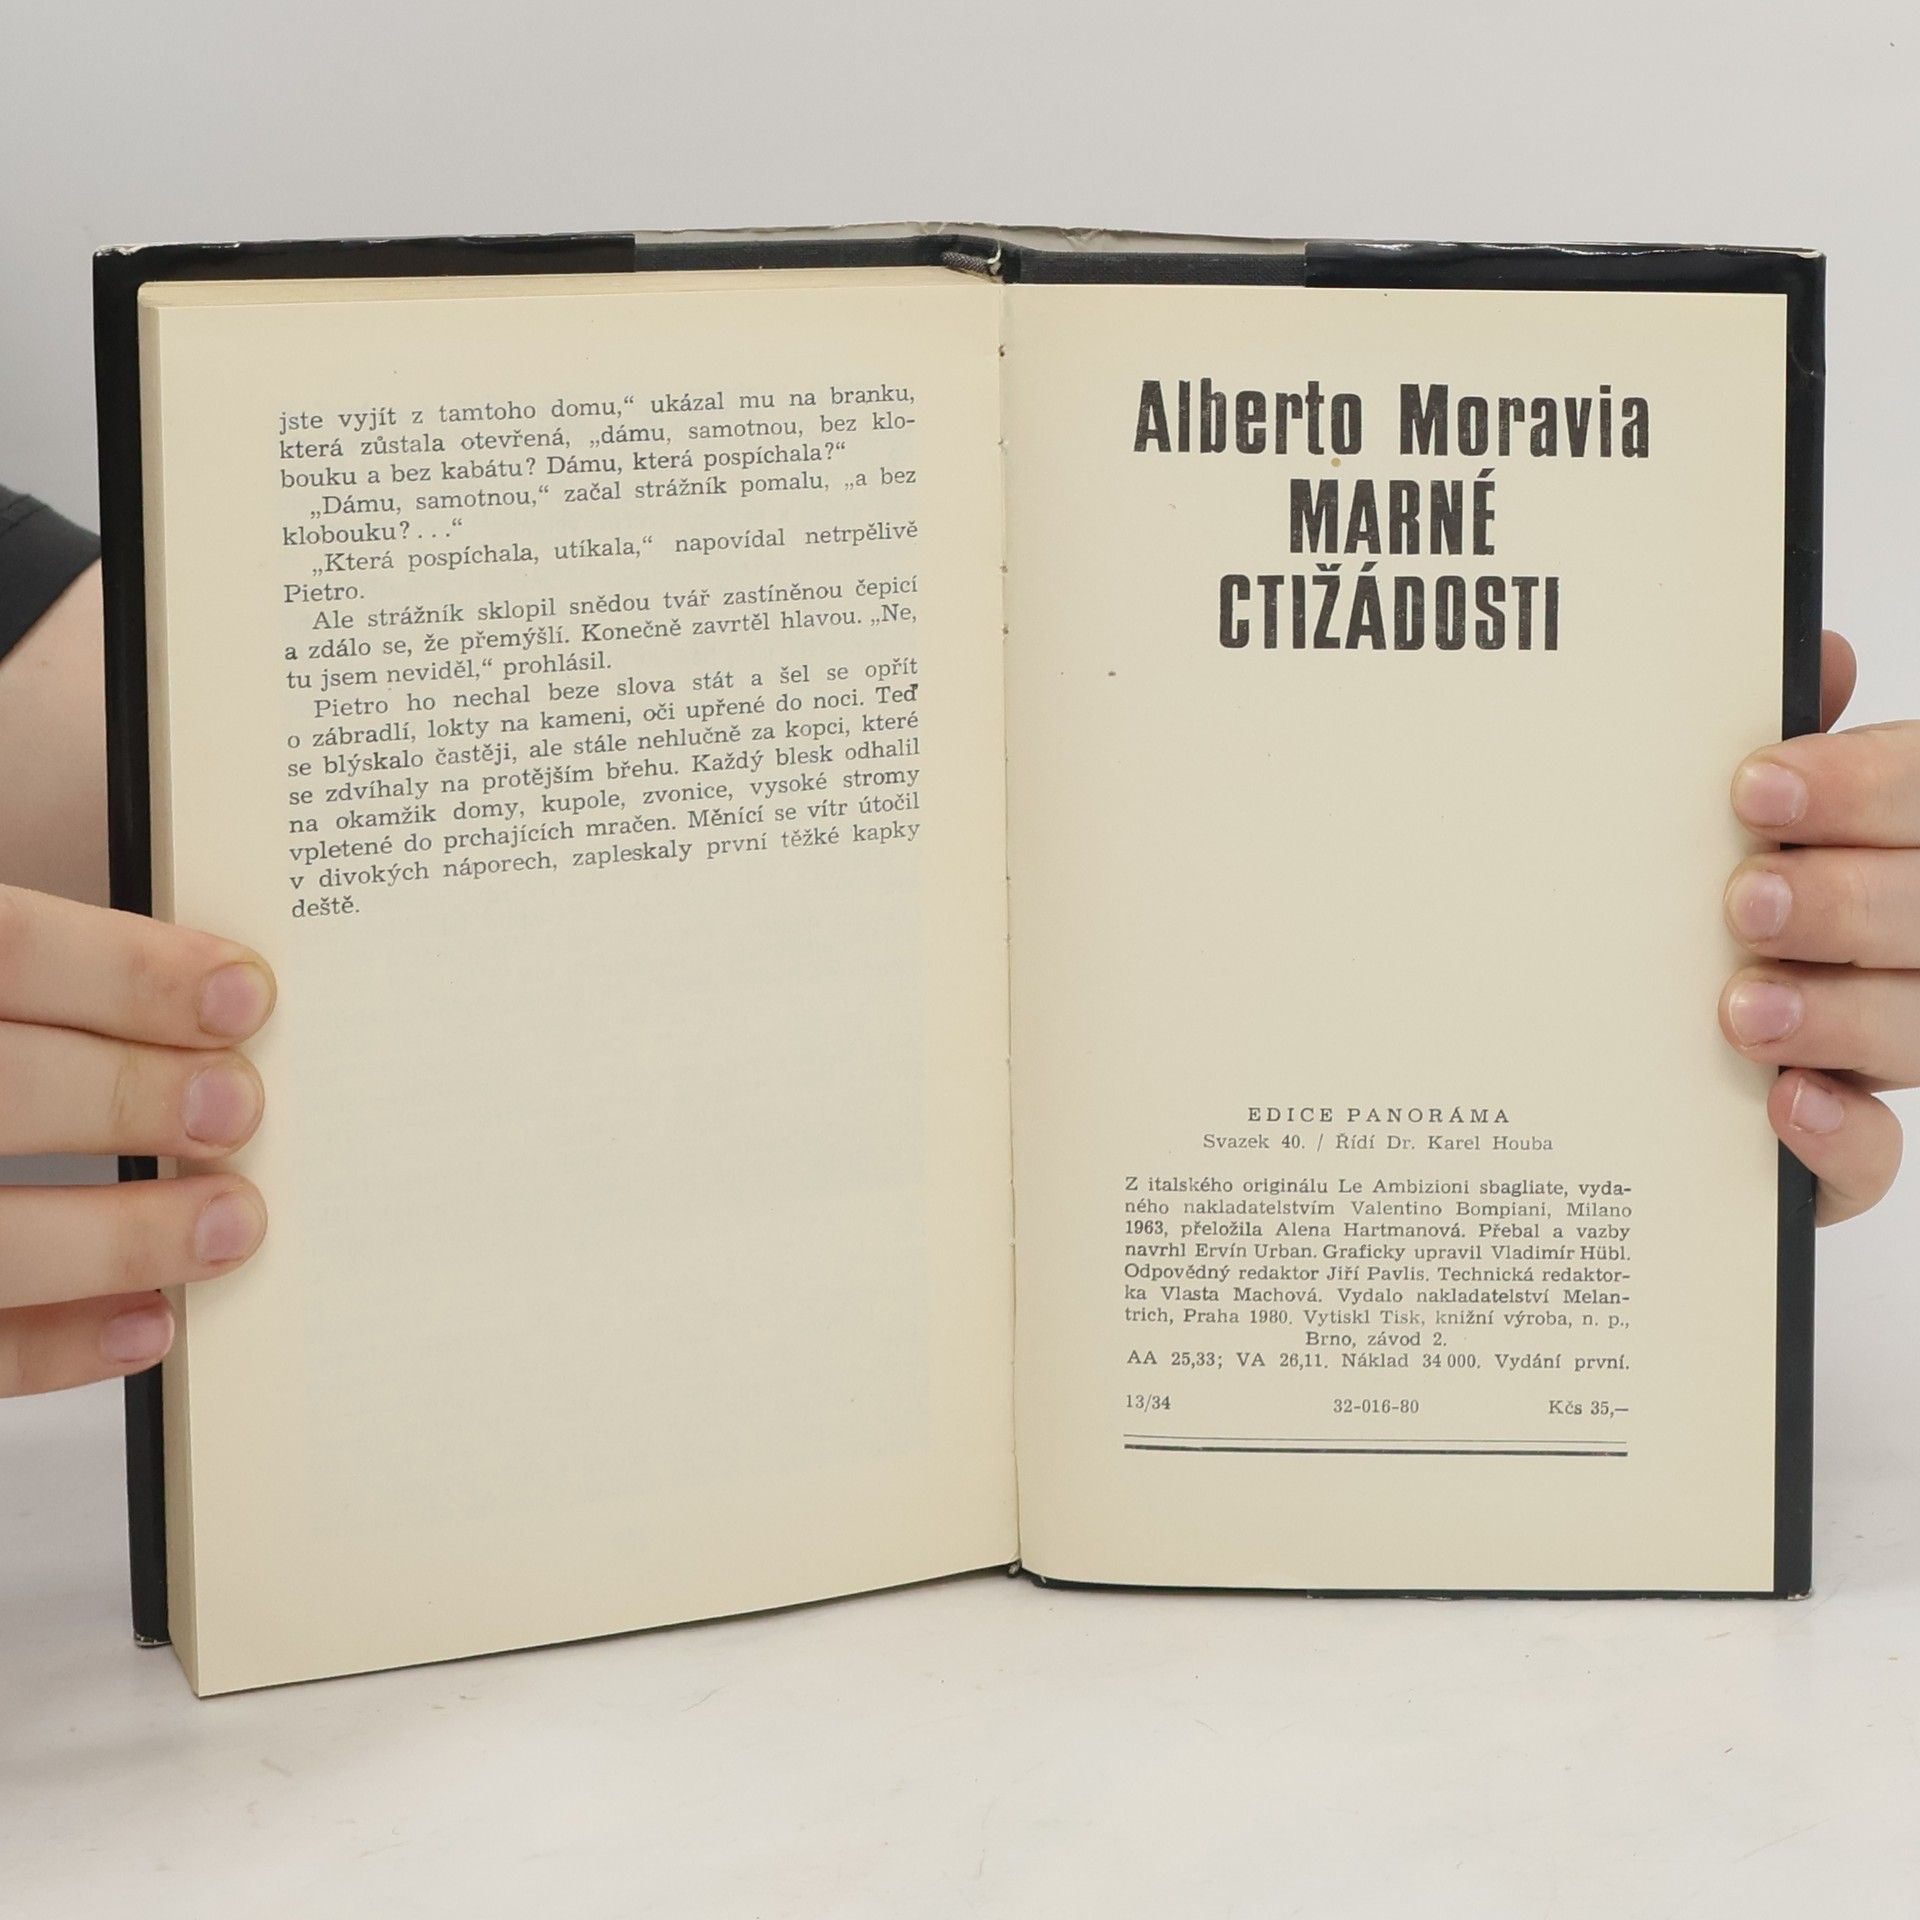 jste vyjít z tamtoho domu,“ ukázal mu na branku,
která zůstala otevřená, „dámu, samotnou, bez klo-
bouku a bez kabátu? Dámu, která pospíchala?“
„Dámu, samotnou,“ začal strážník pomalu, „a bez
klobouku? . . .“
„Která pospíchala, utíkala,“ napovídal netrpělivě
Pietro.
Ale strážník sklopil snědou tvář zastíněnou čepicí
a zdálo se, že přemýšlí. Konečně zavrtěl hlavou. „Ne,
tu jsem neviděl,“ prohlásil.
Pietro ho nechal beze slova stát a šel se opřít
o zábradlí, lokty na kameni, oči upřené do noci. Teď
se blýskalo častěji, ale stále nehlučně za kopci, které
se zdvíhaly na protějším břehu. Každý blesk odhalil
na okamžik domy, kupole, zvonice, vysoké stromy
vpletené do prchajících mračen. Měnící se vítr útočil
v divokých náporech, zapleskaly první těžké kapky
deště.
Alberto Moravia
MARNÉ
CTIŽÁDOSTI
EDICE PANORÁMA
Svazek 40. / Řídí Dr. Karel Houba
Z italského originálu Le Ambizioni sbagliate, vyda-
ného nakladatelstvím Valentino Bompiani, Milano
1963, přeložila Alena Hartmanová. Přebal a vazby
navrhl Ervín Urban. Graficky upravil Vladimír Hübl.
Odpovědný redaktor Jiří Pavlis. Technická redaktor-
ka Vlasta Machová. Vydalo nakladatelství Melan-
trich, Praha 1980. Vytiskl Tisk, knižní výroba, n. p.,
Brno, závod 2.
AA 25,33; VA 26,11. Náklad 34 000. Vydání první.
13/34 32-016-80 Kčs 35,—